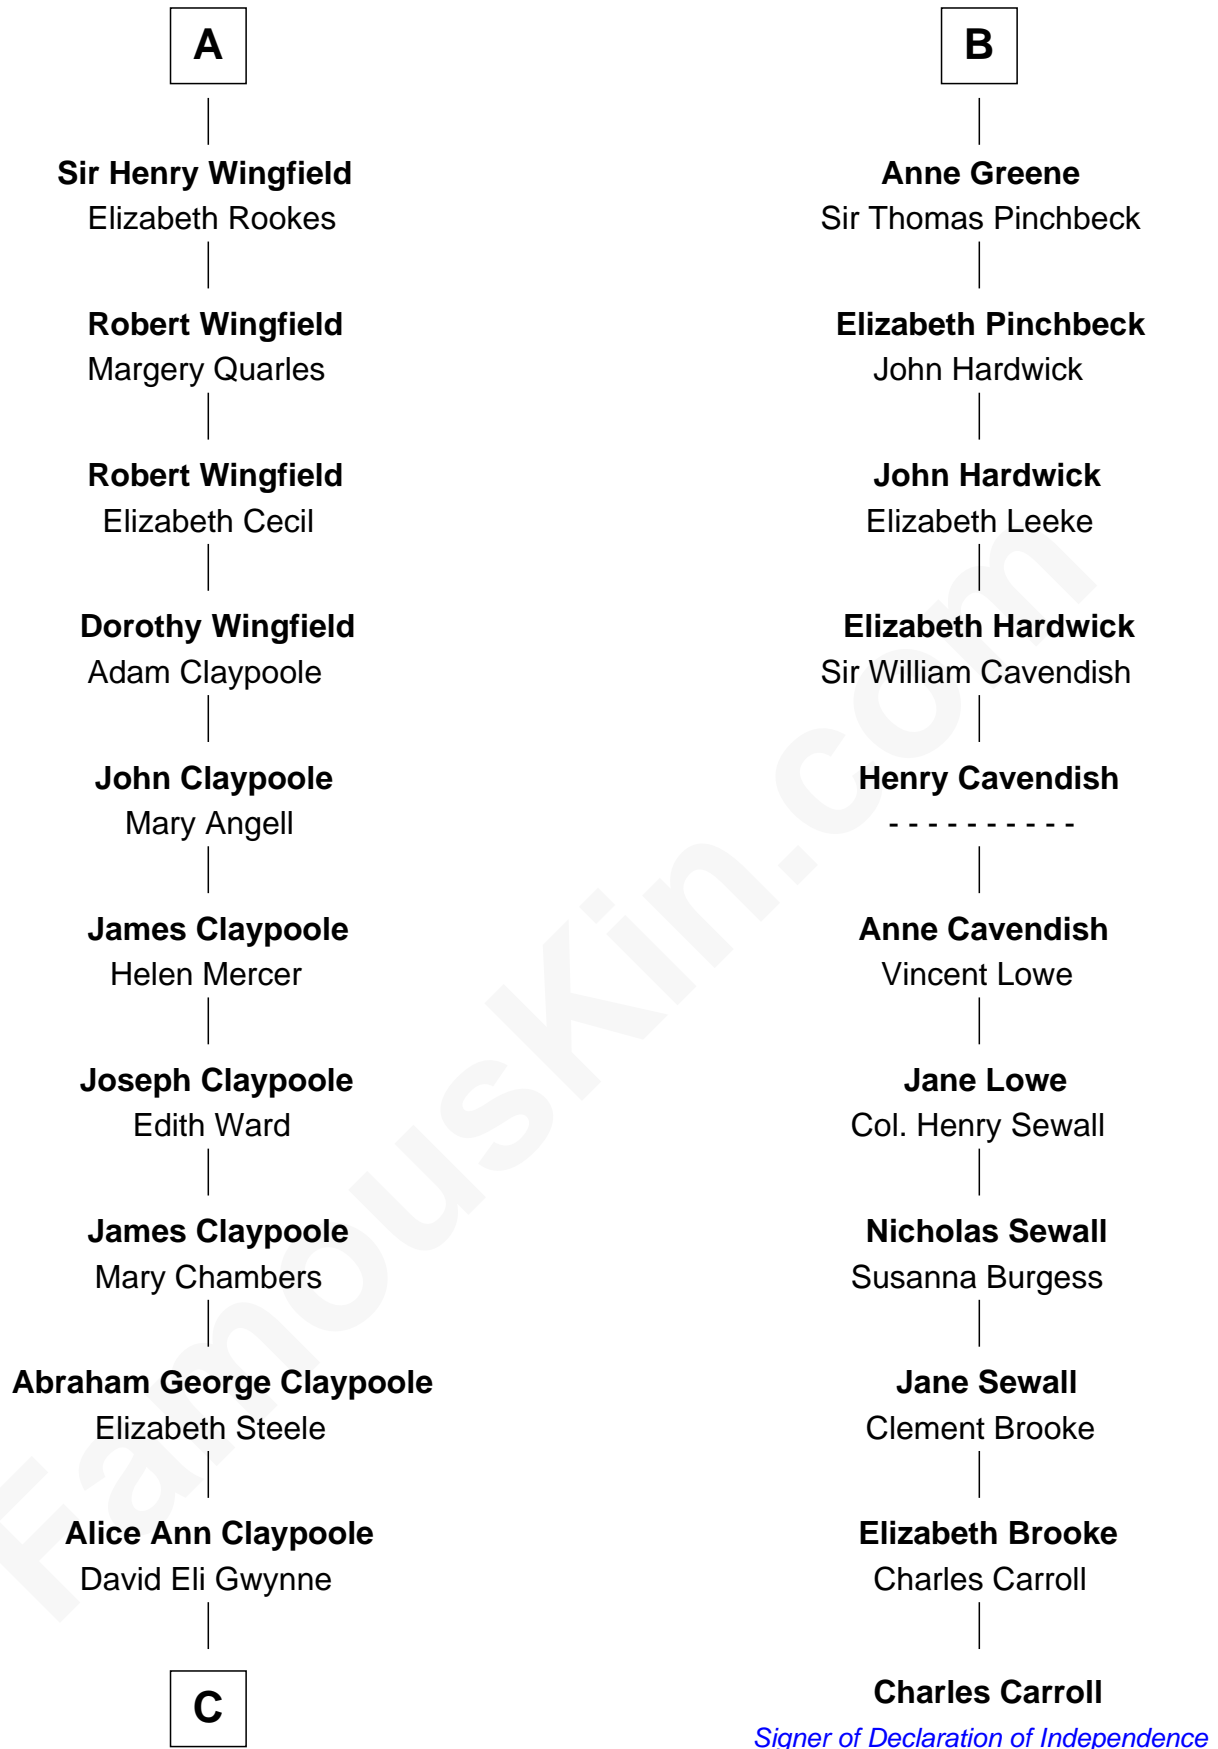 A
Sir Henry Wingfield
Elizabeth Rookes
Robert Wingfield
Margery Quarles
Robert Wingfield
Elizabeth Cecil
Dorothy Wingfield
Adam Claypoole
John Claypoole
Mary Angell
James Claypoole
Helen Mercer
Joseph Claypoole
Edith Ward
James Claypoole
Mary Chambers
Abraham George Claypoole
Elizabeth Steele
Alice Ann Claypoole
David Eli Gwynne
C
B
Anne Greene
Sir Thomas Pinchbeck
Elizabeth Pinchbeck
John Hardwick
John Hardwick
Elizabeth Leeke
Elizabeth Hardwick
Sir William Cavendish
Henry Cavendish
- - - - - - - - - -
Anne Cavendish
Vincent Lowe
Jane Lowe
Col. Henry Sewall
Nicholas Sewall
Susanna Burgess
Jane Sewall
Clement Brooke
Elizabeth Brooke
Charles Carroll
Charles Carroll
Signer of Declaration of Independence
FamousKin.com